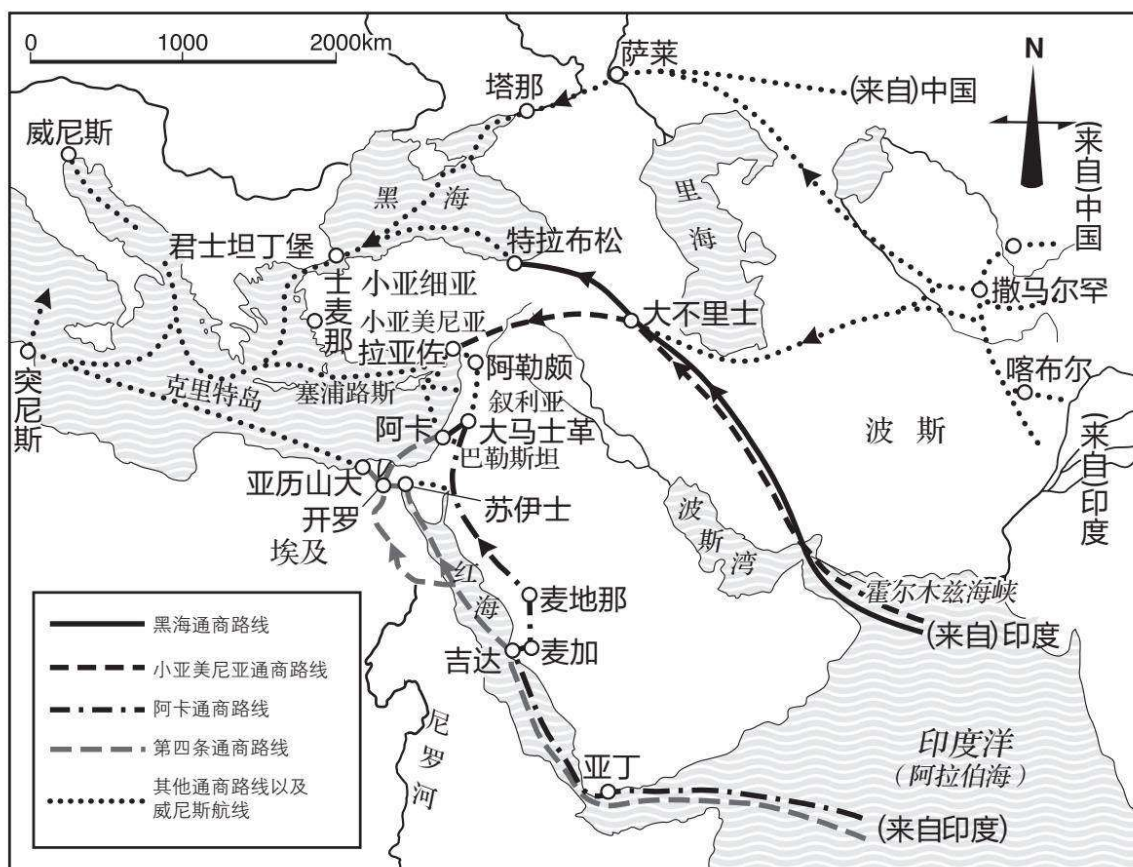 0
1000
2000km
萨莱
N
塔那
(来自)中国
威尼斯
(来自)中国
黑海
里海
君士坦丁堡
特拉布松
士麦那
小亚细亚
撒马尔罕
小亚美尼亚
大不里士
拉亚佐
阿勒颇
喀布尔
突尼斯
克里特岛
塞浦路斯
叙利亚
波斯
阿卡
大马士革
巴勒斯坦
(来自)印度
亚历山大
开罗
苏伊士
埃及
波斯湾
红海
霍尔木兹海峡
麦地那
(来自)印度
黑海通商路线
麦加
吉达
小亚美尼亚通商路线
阿卡通商路线
尼罗河
第四条通商路线
印度洋
(阿拉伯海)
亚丁
其他通商路线以及
威尼斯航线
(来自印度)